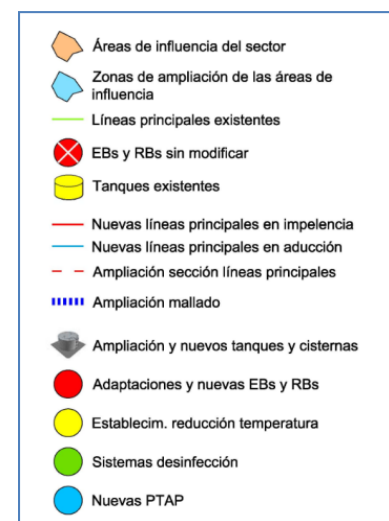 Áreas de influencia del sector
Zonas de ampliación de las áreas de
influencia
Líneas principales existentes
EBs y RBs sin modificar
Tanques existentes
Nuevas líneas principales en impelencia
Nuevas líneas principales en aducción
Ampliación sección líneas principales
Ampliación mallado
Ampliación y nuevos tanques y cisternas
Adaptaciones y nuevas EBs y RBs
Establecim. reducción temperatura
Sistemas desinfección
Nuevas PTAP